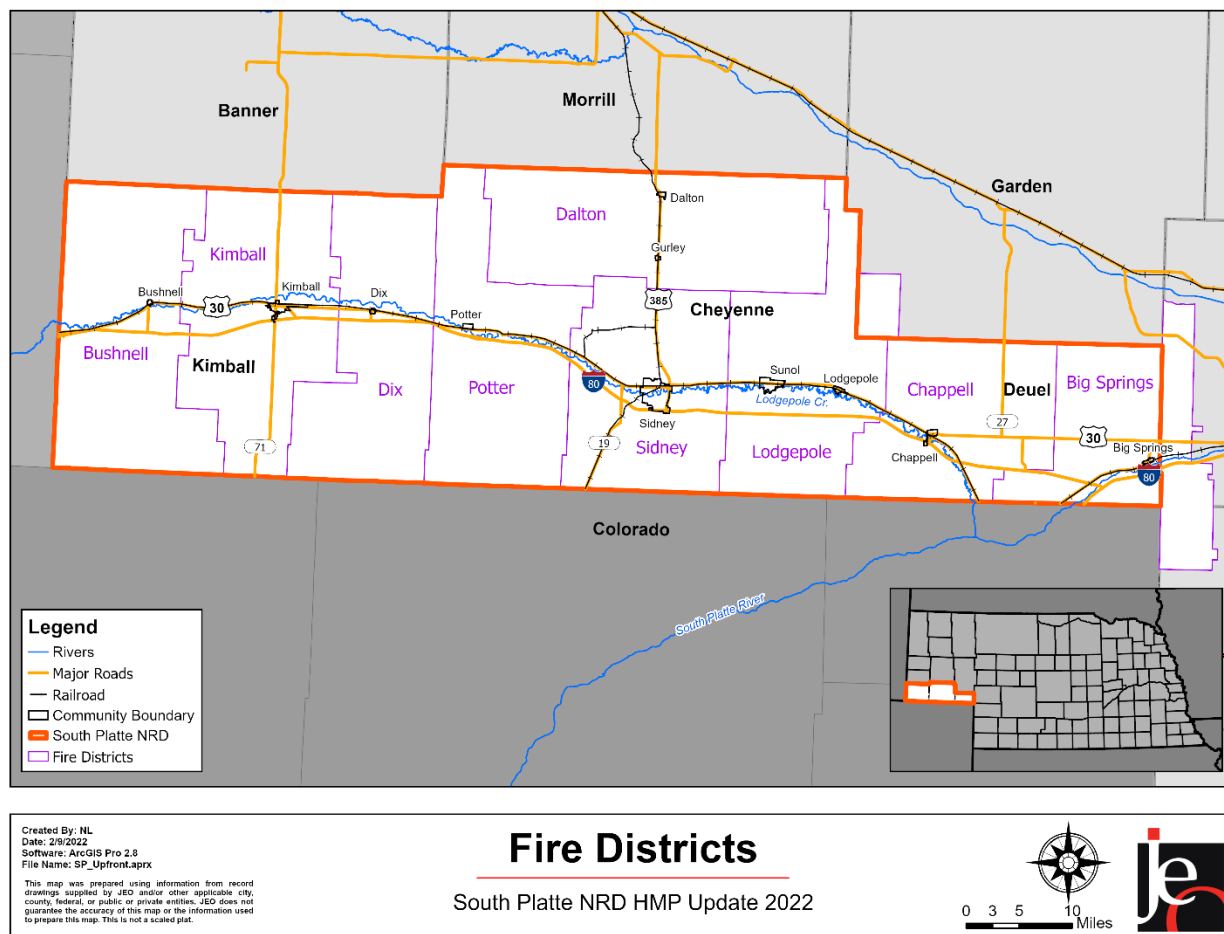 Banner
Morrill
Garden
Dalton
Dalton
Kimball
Gurley
Bushnell
30
Kimball
Dix
385
Cheyenne
Potter
Bushnell
Kimball
Dix
Potter
80
Sunol
Lodgepole
Lodgepole Cr.
Chappell
Deuel
Big Springs
Sidney
27
30
71
19
Sidney
Lodgepole
Chappell
Big Springs
80
Colorado
South Platte River
Legend
Rivers
Major Roads
Railroad
Community Boundary
South Platte NRD
Fire Districts
Created By: NL
Date: 2/9/2022
Software: ArcGIS Pro 2.8
File Name: SP_Upfront.aprx
This map was prepared using information from record
drawings supplied by JEO and/or other applicable city,
county, federal, or public or private entities. JEO does not
guarantee the accuracy of this map or the information used
to prepare this map. This is not a scaled plat.
Fire Districts
South Platte NRD HMP Update 2022
0 3 5 10
Miles
jeo